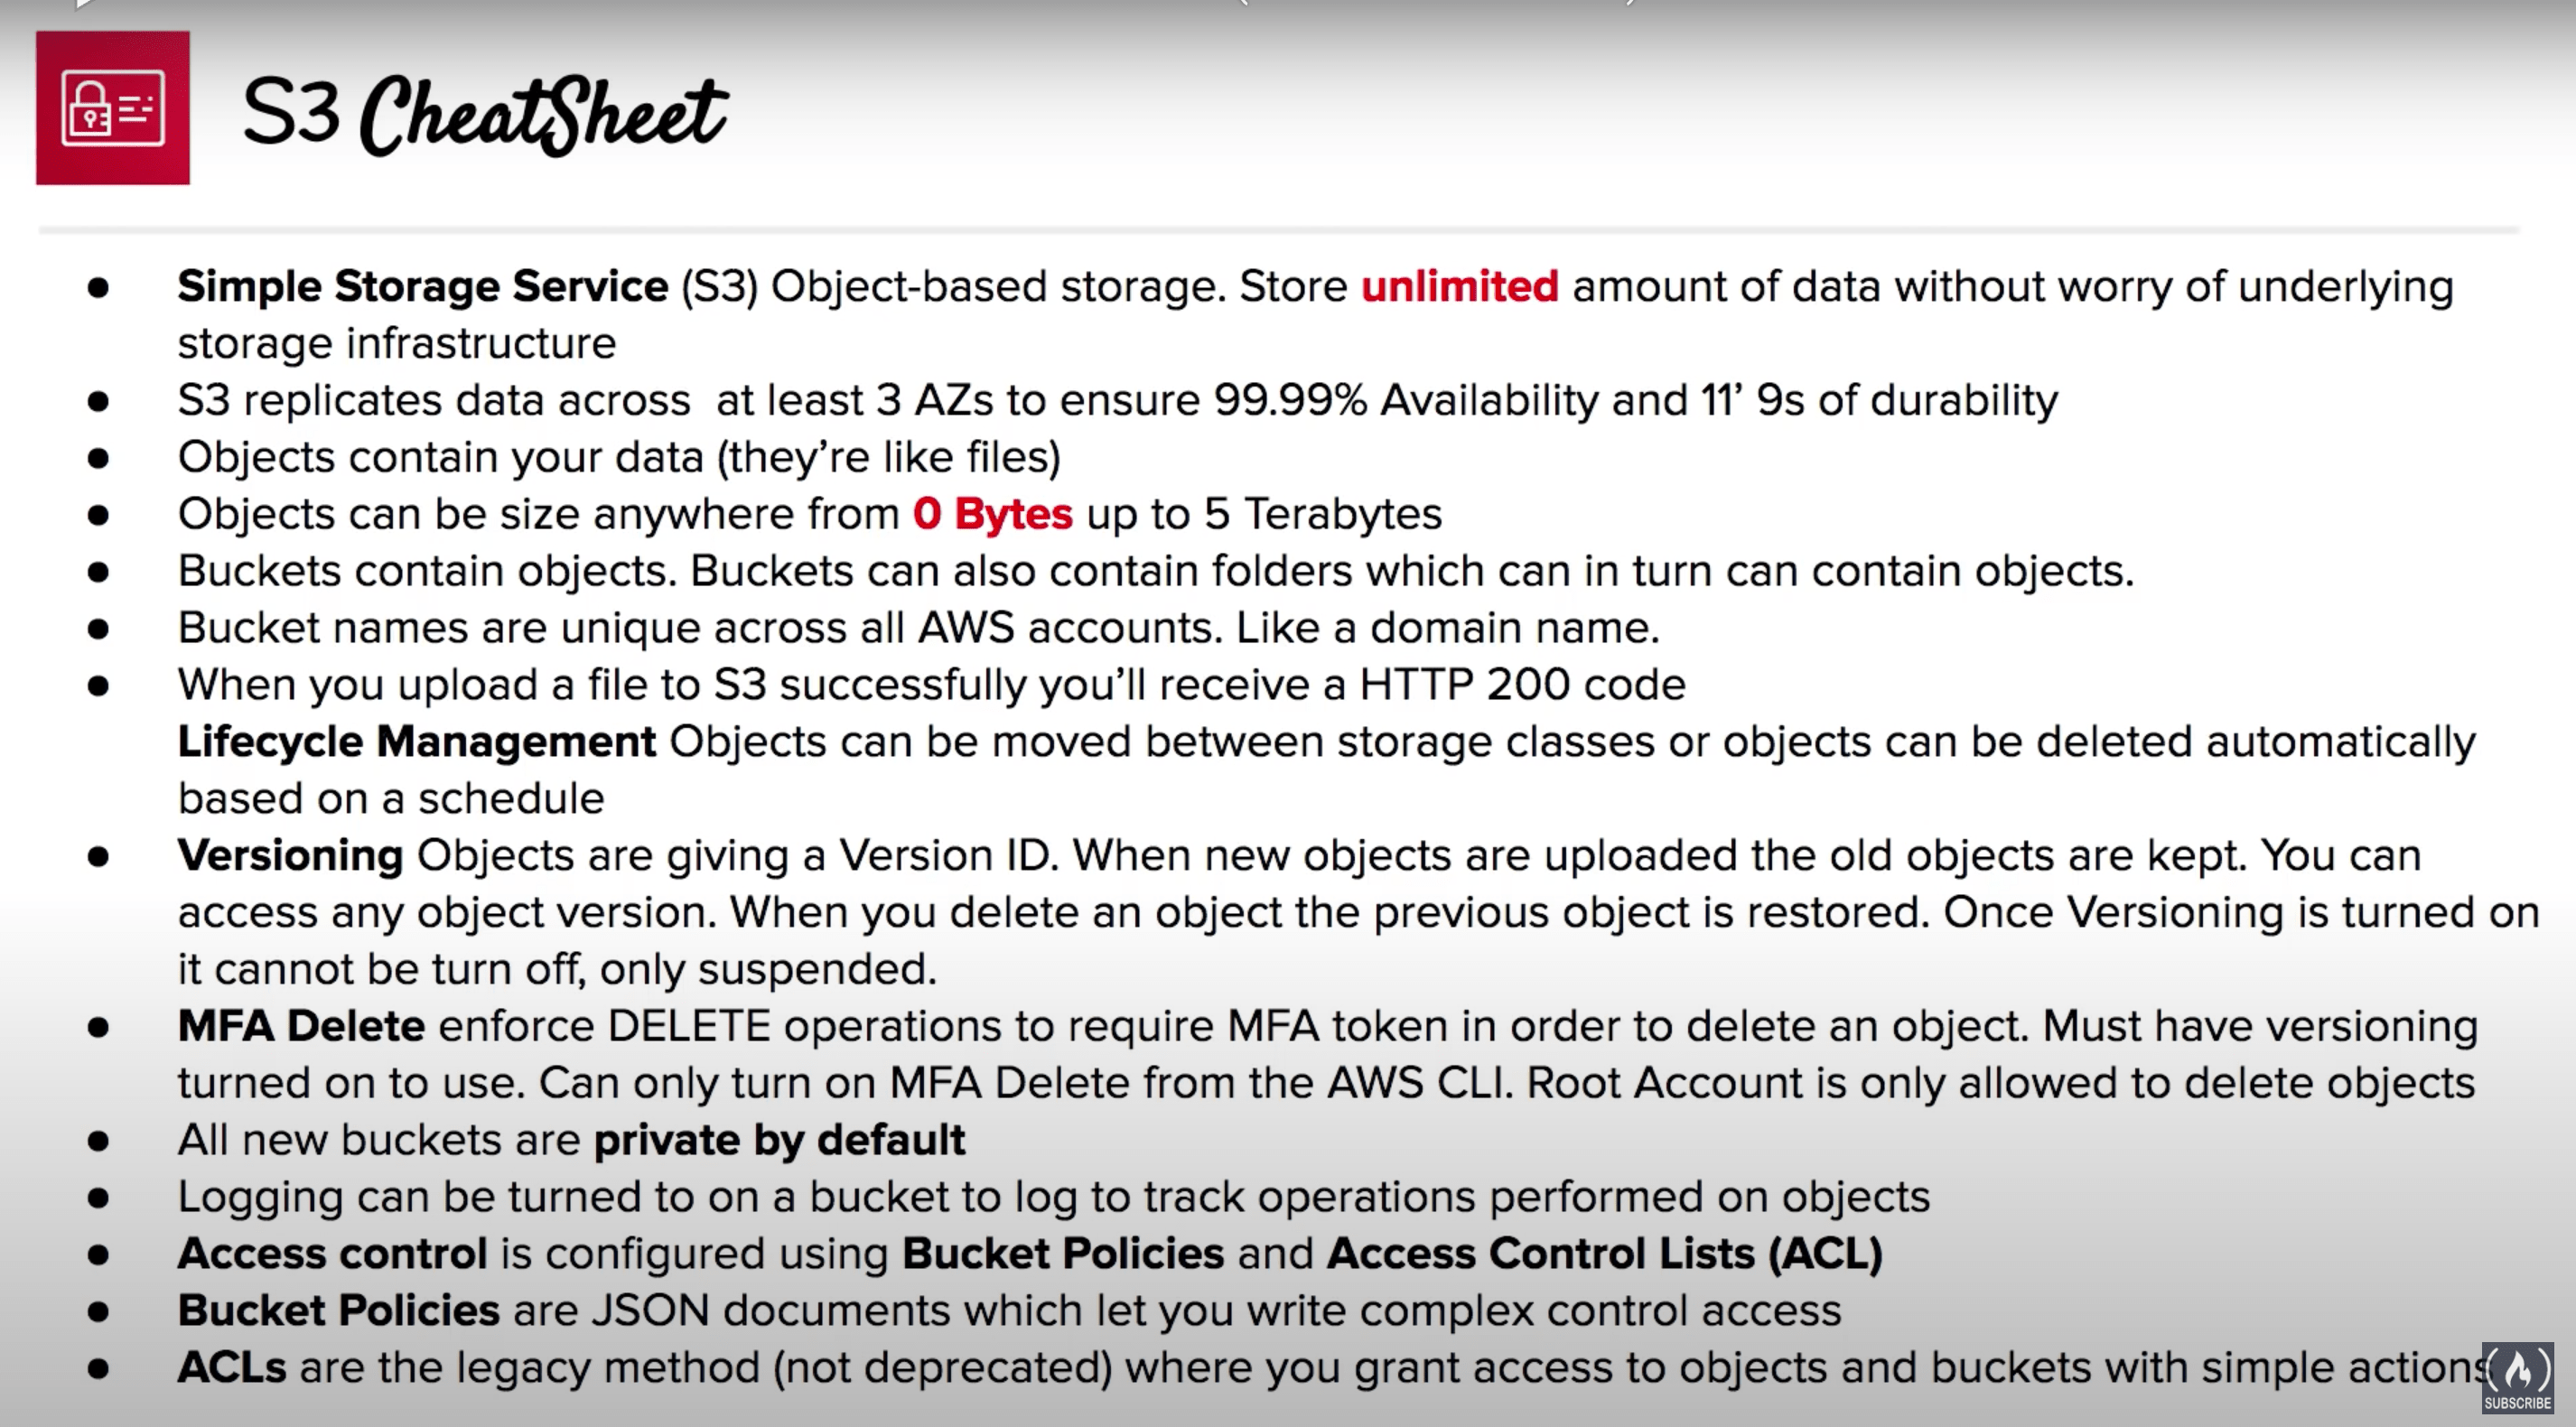 S3 CheatSheet
● Simple Storage Service (S3) Object-based storage. Store unlimited amount of data without worry of underlying
storage infrastructure
● S3 replicates data across  at least 3 AZs to ensure 99.99% Availability and 11’ 9s of durability
● Objects contain your data (they’re like files)
● Objects can be size anywhere from 0 Bytes up to 5 Terabytes
● Buckets contain objects. Buckets can also contain folders which can in turn can contain objects.
● Bucket names are unique across all AWS accounts. Like a domain name.
● When you upload a file to S3 successfully you’ll receive a HTTP 200 code
Lifecycle Management Objects can be moved between storage classes or objects can be deleted automatically
based on a schedule
● Versioning Objects are giving a Version ID. When new objects are uploaded the old objects are kept. You can
access any object version. When you delete an object the previous object is restored. Once Versioning is turned on
it cannot be turn off, only suspended.
● MFA Delete enforce DELETE operations to require MFA token in order to delete an object. Must have versioning
turned on to use. Can only turn on MFA Delete from the AWS CLI. Root Account is only allowed to delete objects
● All new buckets are private by default
● Logging can be turned to on a bucket to log to track operations performed on objects
● Access control is configured using Bucket Policies and Access Control Lists (ACL)
● Bucket Policies are JSON documents which let you write complex control access
● ACLs are the legacy method (not deprecated) where you grant access to objects and buckets with simple actions
SUBSCRIBE